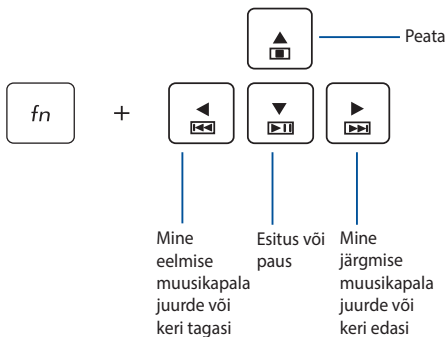 Peata
fn
+
Mine
eelmise
muusikapala
juurde või
keri tagasi
Esitus või
paus
Mine
järgmise
muusikapala
juurde või
keri edasi